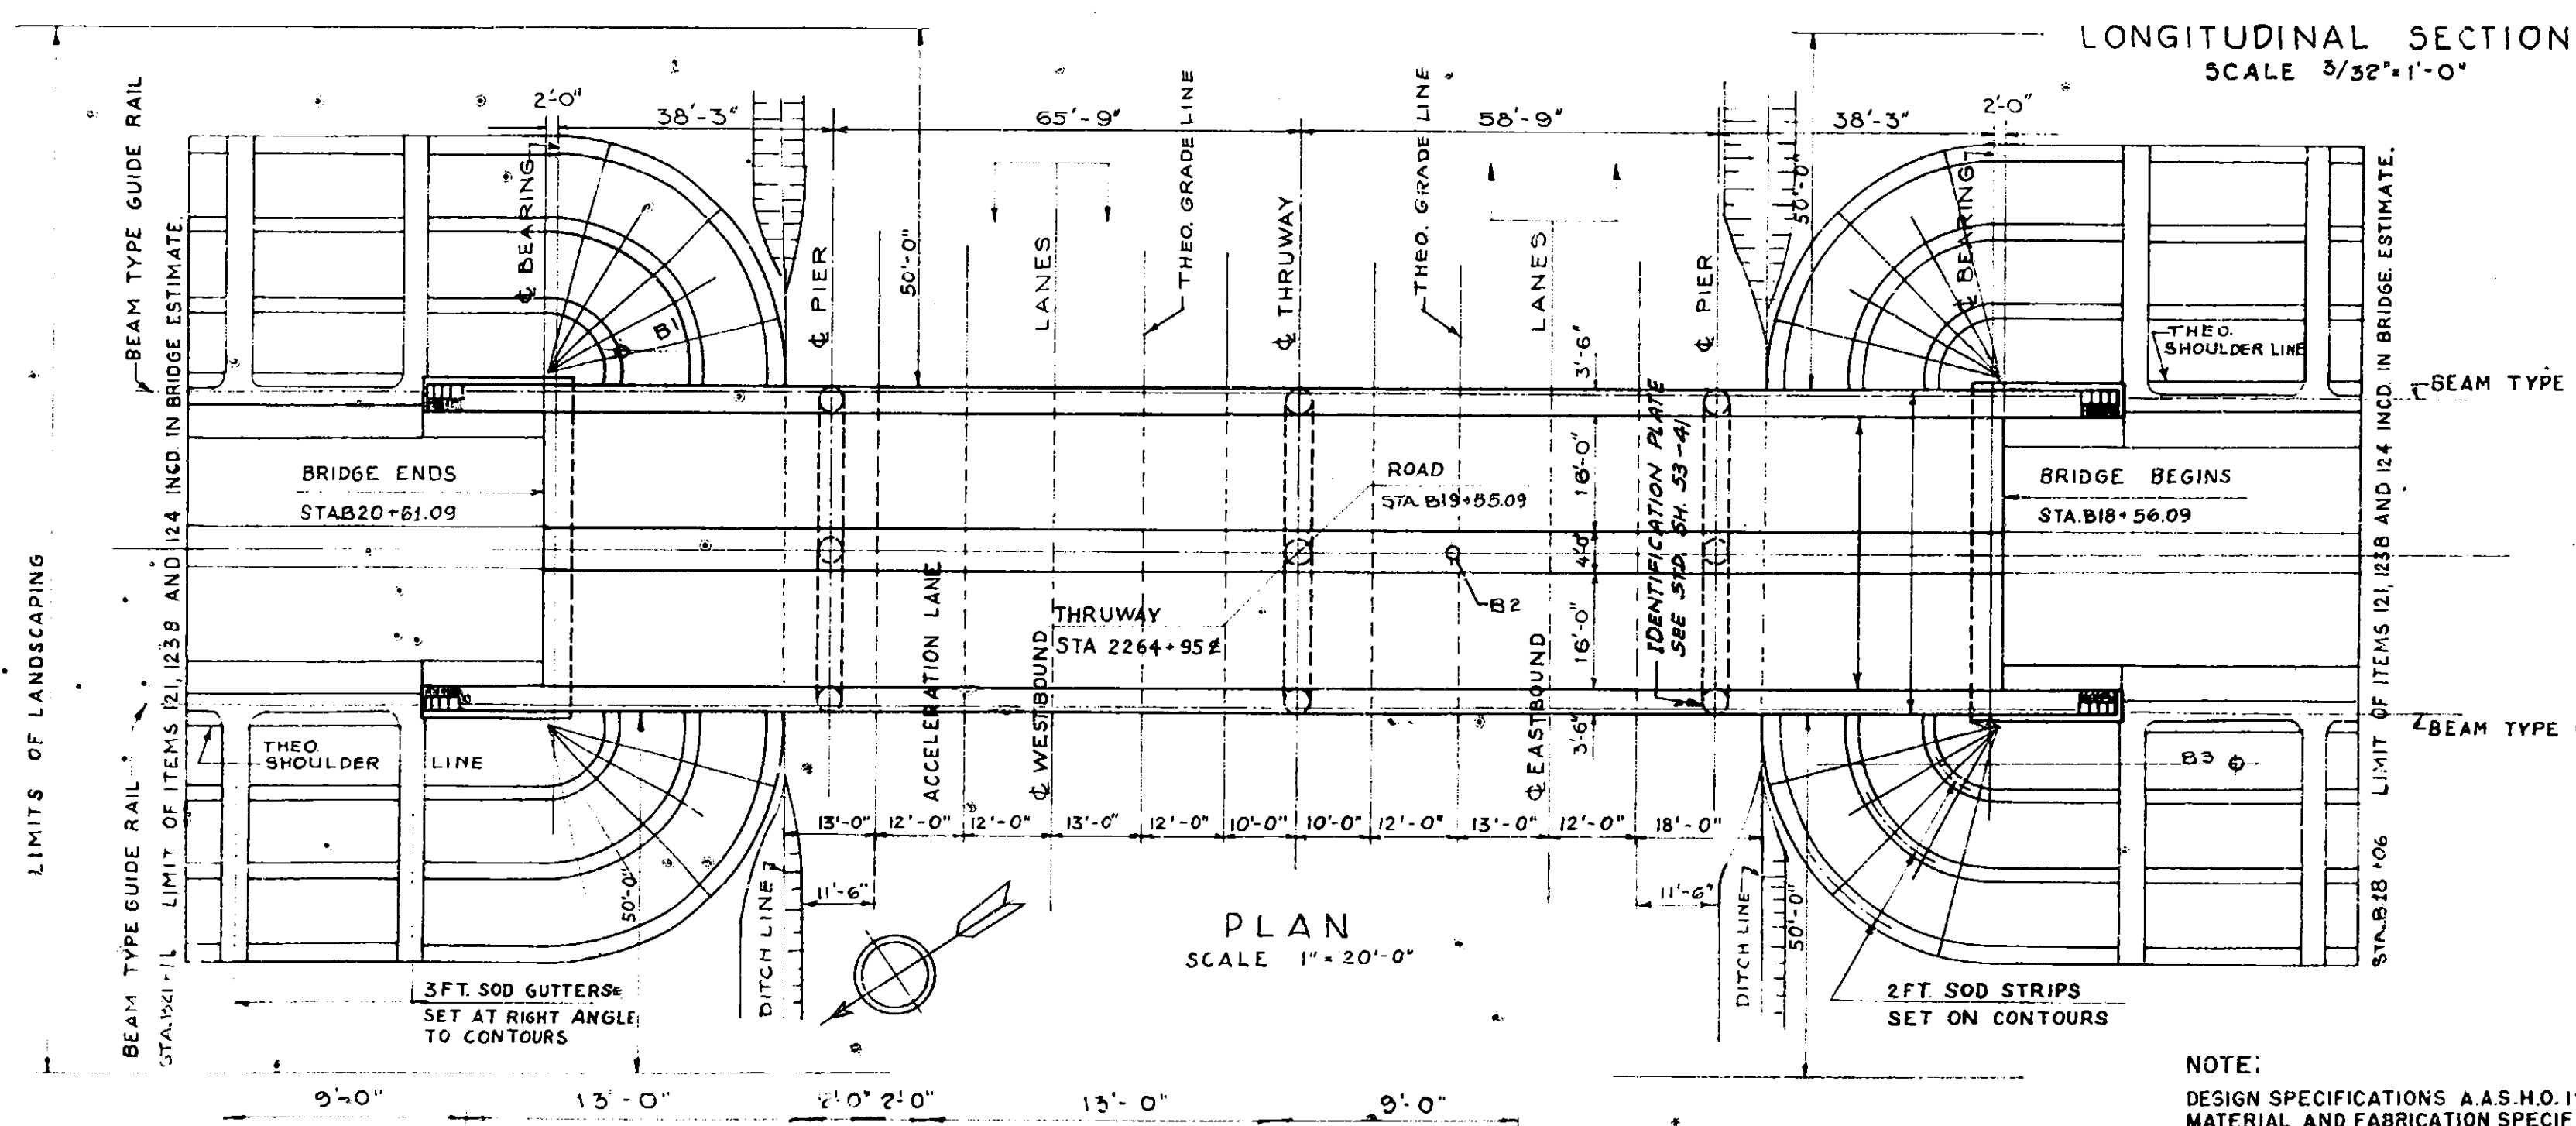 LONGITUDINAL SECTION
SCALE 3/32"=1'-0"
2'-0"
38'-3"
65'-9"
58'-9"
38'-3"
2'-0"
BEAM TYPE GUIDE RAIL
LIMIT OF ITEMS 121, 123B AND 124 INCD. IN BRIDGE ESTIMATE.
℄ BEARING
B1
℄ PIER
50'-0"
LANES
THEO. GRADE LINE
℄ THRUWAY
THEO. GRADE LINE
LANES
℄ PIER
50'-0"
℄ BEARING
THEO.
SHOULDER LINE
LIMIT OF ITEMS 121, 123B AND 124 INCD. IN BRIDGE ESTIMATE.
STA.B.18+06
BEAM TYPE
3'-6"
BRIDGE ENDS
STA.B20+61.09
ROAD
STA.B19+55.09
16'-0"
IDENTIFICATION PLATE
SEE STD. SH. 53-41
BRIDGE BEGINS
STA.B18+56.09
4'-0"
LIMITS OF LANDSCAPING
ACCELERATION LANE
THRUWAY
STA 2264+95±
B2
16'-0"
℄ WESTBOUND
℄ EASTBOUND
3'-6"
BEAM TYPE
THEO.
SHOULDER LINE
B3
BEAM TYPE GUIDE RAIL
13'-0" 12'-0" 12'-0" 13'-0" 12'-0" 10'-0" 10'-0" 12'-0" 13'-0" 12'-0" 18'-0"
11'-6"
11'-6"
50'-0"
DITCH LINE
PLAN
SCALE 1"=20'-0"
DITCH LINE
50'-0"
3 FT. SOD GUTTERS
SET AT RIGHT ANGLE
TO CONTOURS
2 FT. SOD STRIPS
SET ON CONTOURS
NOTE:
DESIGN SPECIFICATIONS A.A.S.H.O.
MATERIAL AND FABRICATION
9'-0"
13'-0"
2'-0" 2'-0"
13'-0"
9'-0"